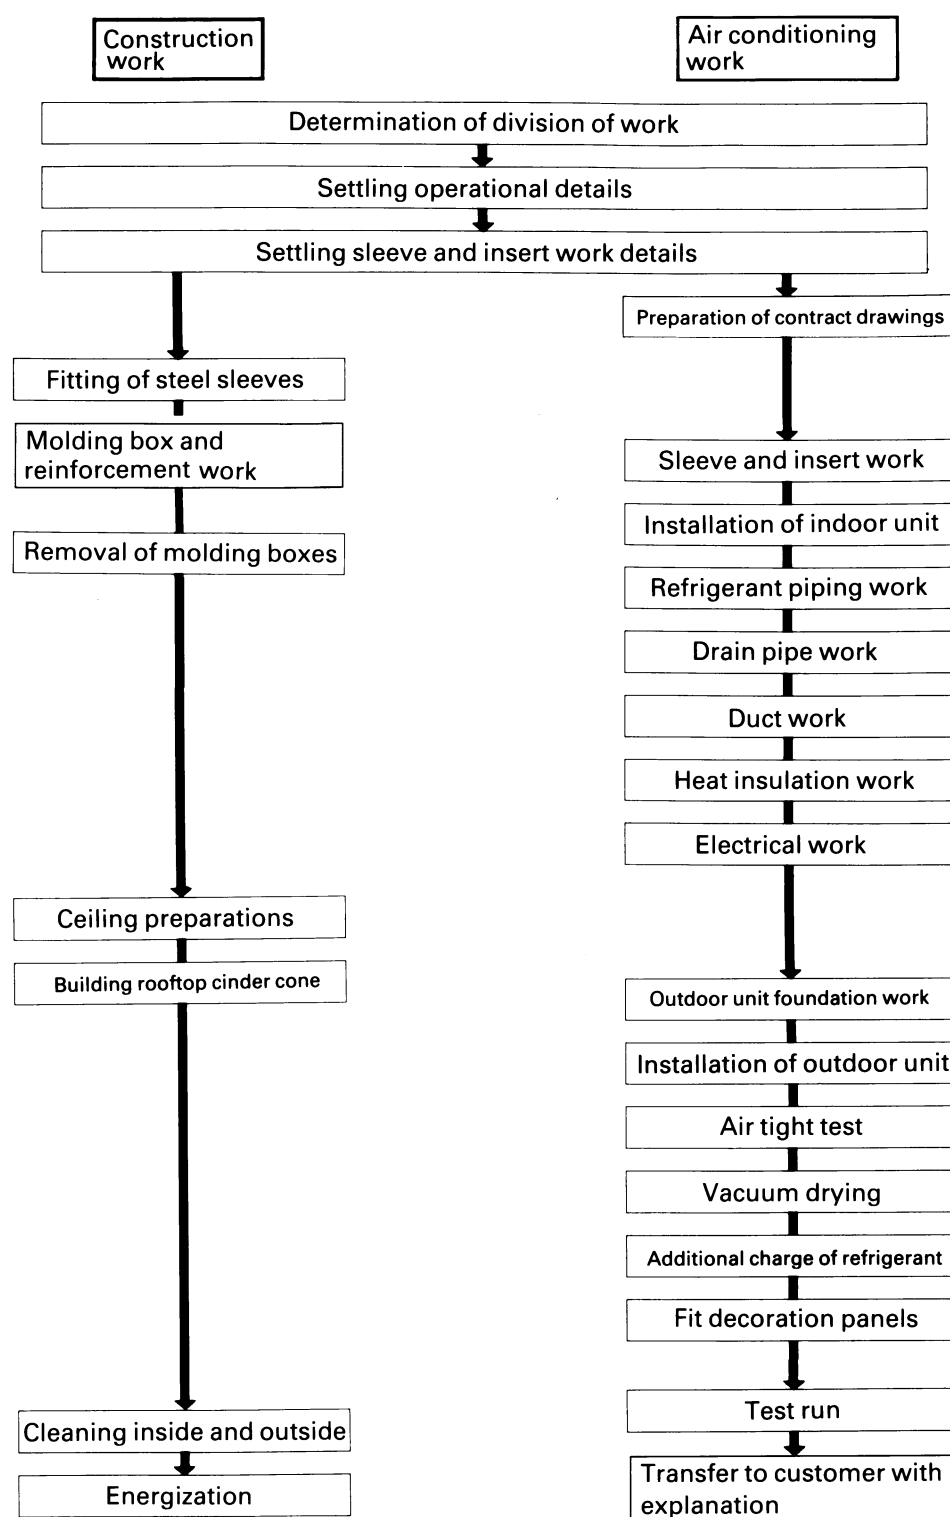 Construction
work
Air conditioning
work
Determination of division of work
Settling operational details
Settling sleeve and insert work details
Preparation of contract drawings
Fitting of steel sleeves
Molding box and
reinforcement work
Sleeve and insert work
Installation of indoor unit
Removal of molding boxes
Refrigerant piping work
Drain pipe work
Duct work
Heat insulation work
Electrical work
Ceiling preparations
Building rooftop cinder cone
Outdoor unit foundation work
Installation of outdoor unit
Air tight test
Vacuum drying
Additional charge of refrigerant
Fit decoration panels
Test run
Cleaning inside and outside
Transfer to customer with
explanation
Energization